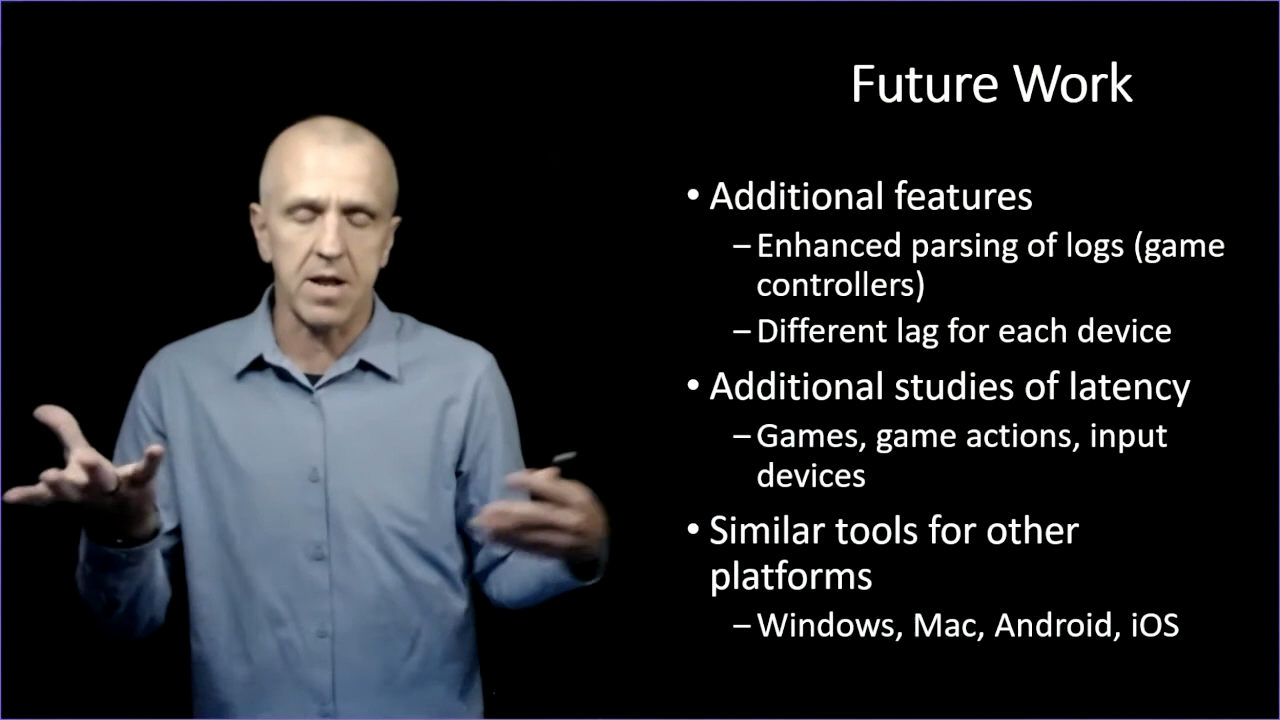 Future Work
• Additional features
– Enhanced parsing of logs (game
controllers)
– Different lag for each device
• Additional studies of latency
– Games, game actions, input
devices
• Similar tools for other
platforms
– Windows, Mac, Android, iOS